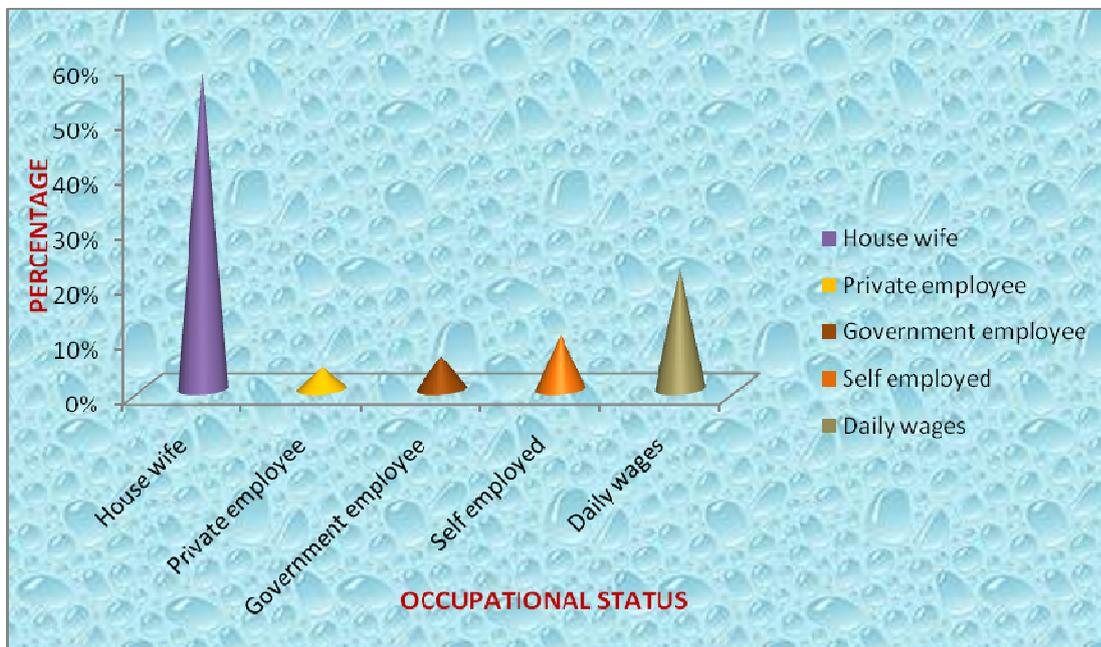 PERCENTAGE
60%
50%
40%
30%
20%
10%
0%
House wife
Private employee
Government employee
Self employed
Daily wages
OCCUPATIONAL STATUS
House wife
Private employee
Government employee
Self employed
Daily wages